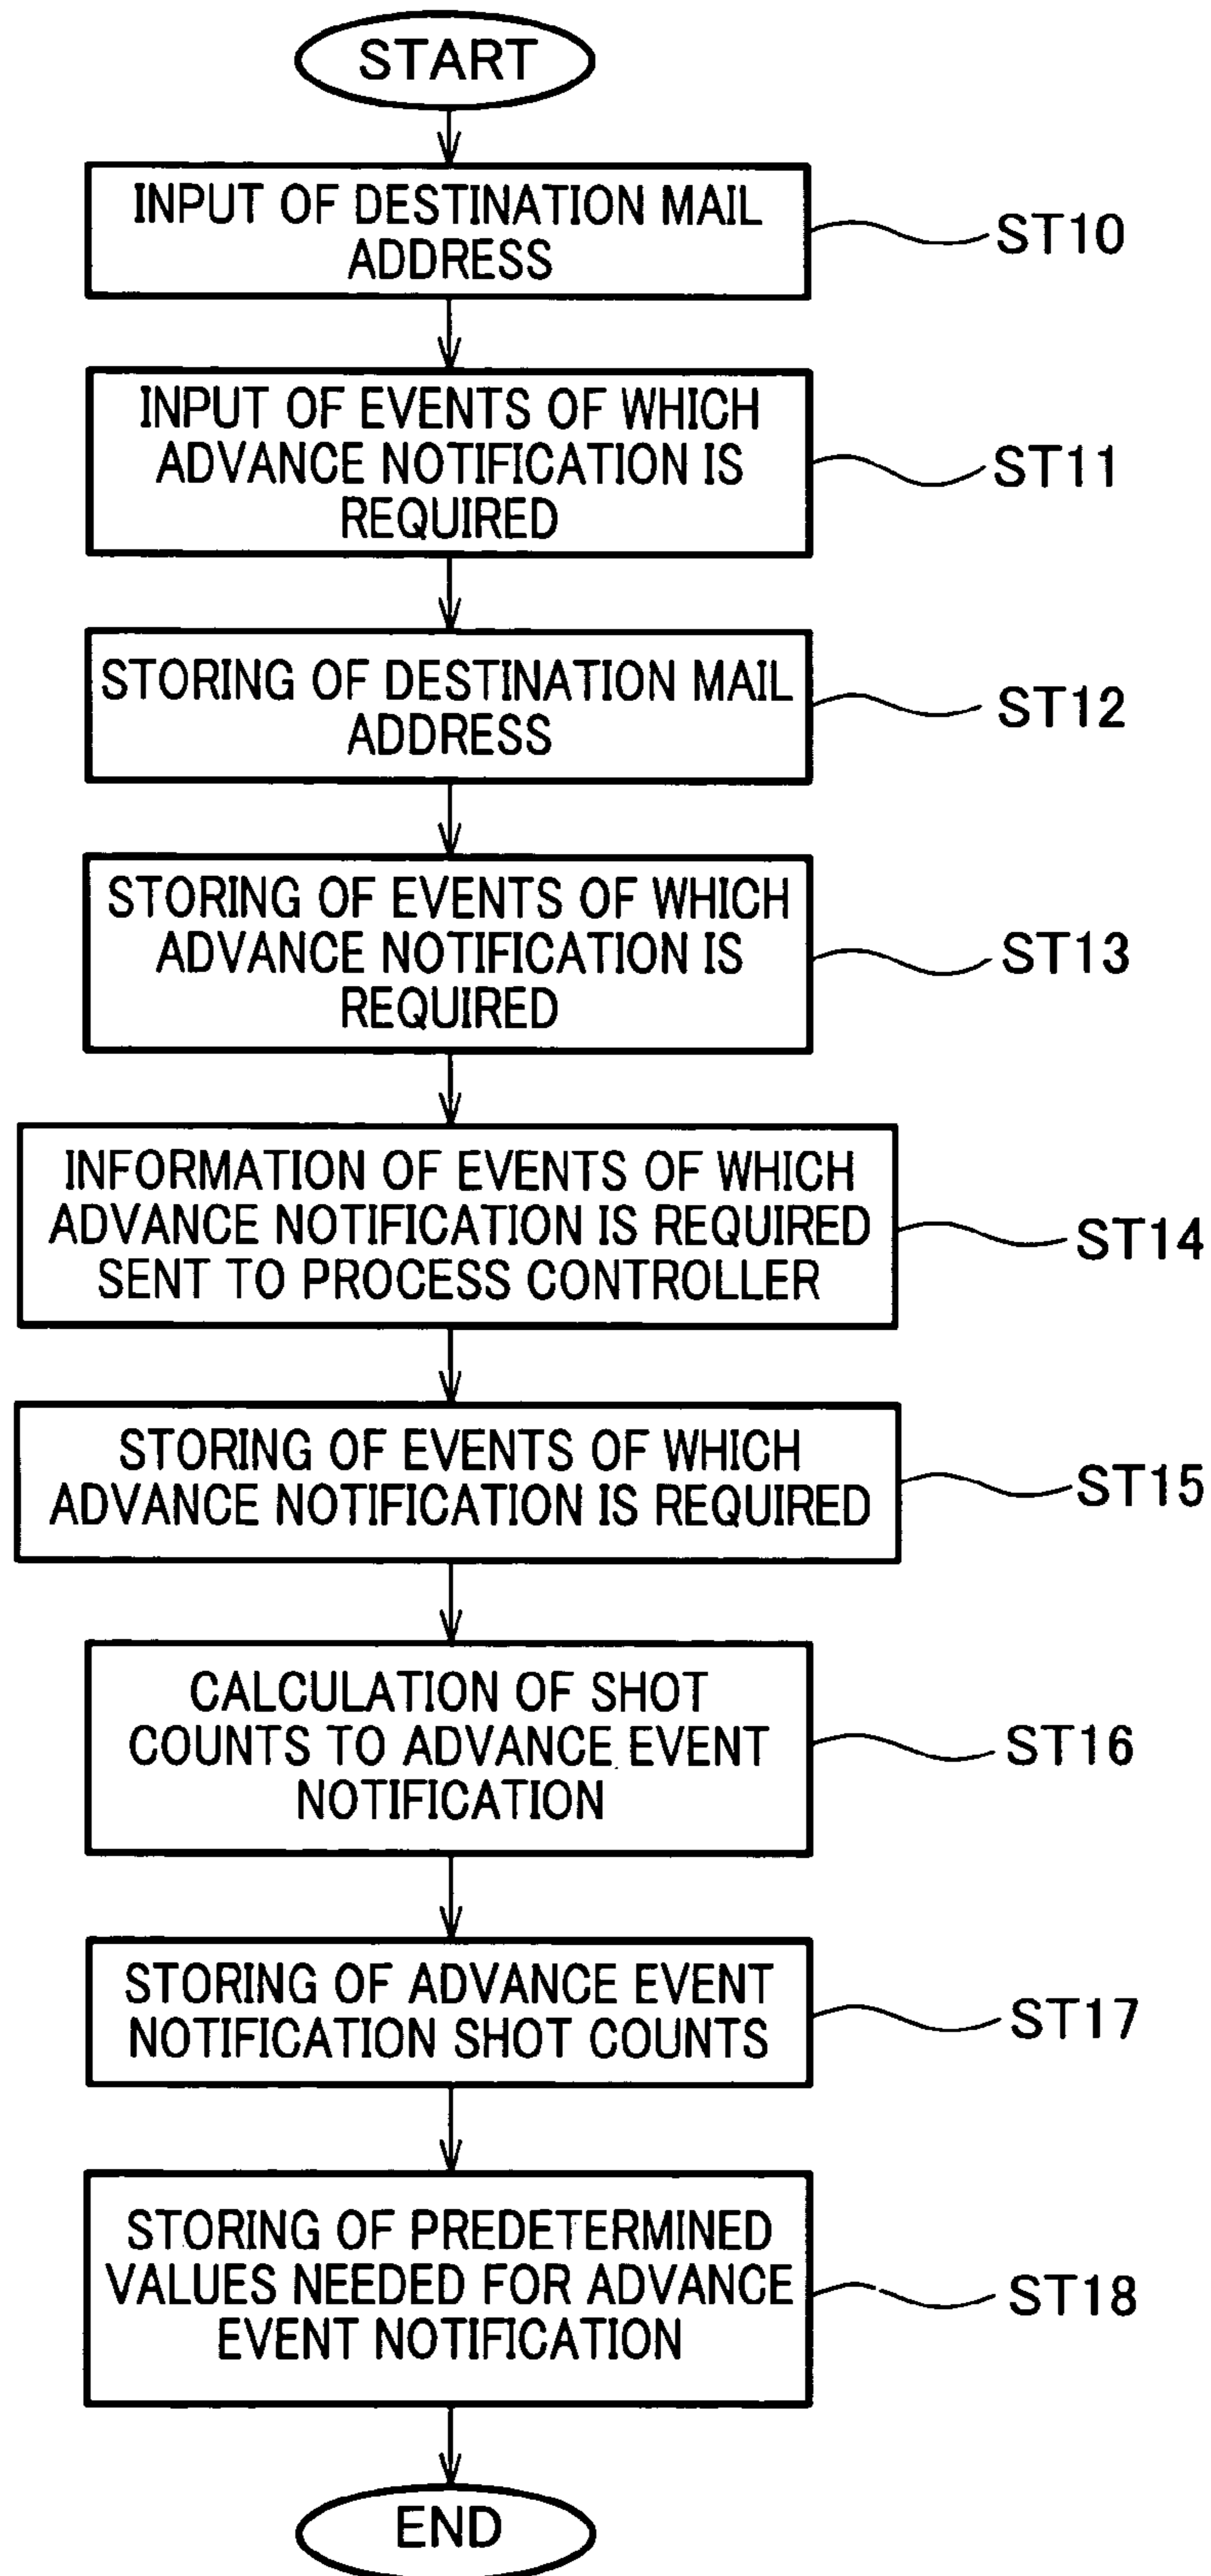 START
INPUT OF DESTINATION MAIL
ADDRESS
ST10
INPUT OF EVENTS OF WHICH
ADVANCE NOTIFICATION IS
REQUIRED
ST11
STORING OF DESTINATION MAIL
ADDRESS
ST12
STORING OF EVENTS OF WHICH
ADVANCE NOTIFICATION IS
REQUIRED
ST13
INFORMATION OF EVENTS OF WHICH
ADVANCE NOTIFICATION IS REQUIRED
SENT TO PROCESS CONTROLLER
ST14
STORING OF EVENTS OF WHICH
ADVANCE NOTIFICATION IS REQUIRED
ST15
CALCULATION OF SHOT
COUNTS TO ADVANCE EVENT
NOTIFICATION
ST16
STORING OF ADVANCE EVENT
NOTIFICATION SHOT COUNTS
ST17
STORING OF PREDETERMINED
VALUES NEEDED FOR ADVANCE
EVENT NOTIFICATION
ST18
END